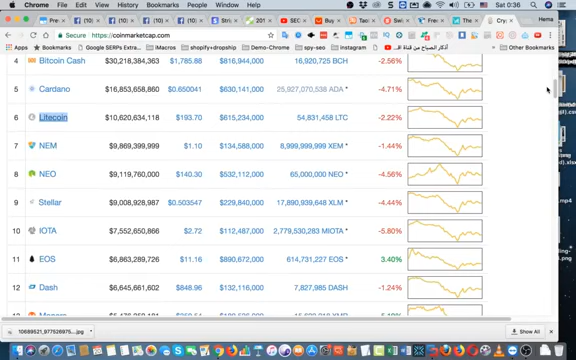 Chrome File Edit View History Bookmarks People Window Help
Sat 0:36
Secure https://coinmarketcap.com
Hema
Apps Bookmarks Google SERPs Extra iMacros shopify+dropship Demo-Chrome spy-seo instagram
Other Bookmarks
4 Bitcoin Cash $30,218,384,363 $1,785.88 $816,944,000 16,920,725 BCH -2.56%
5 Cardano $16,853,658,860 $0.650041 $630,141,000 25,927,070,538 ADA * -4.71%
6 Litecoin $10,620,634,118 $193.70 $615,234,000 54,831,458 LTC -2.22%
7 NEM $9,869,399,999 $1.10 $134,588,000 8,999,999,999 XEM * -1.44%
8 NEO $9,119,760,000 $140.30 $532,112,000 65,000,000 NEO * -4.56%
9 Stellar $9,008,928,987 $0.503547 $229,840,000 17,890,939,648 XLM * -4.44%
10 IOTA $7,552,650,866 $2.72 $112,487,000 2,779,530,283 MIOTA * -5.80%
11 EOS $6,863,289,726 $11.16 $890,672,000 614,731,227 EOS * 3.40%
12 Dash $6,645,661,602 $848.96 $132,116,000 7,827,985 DASH -1.24%
Show All